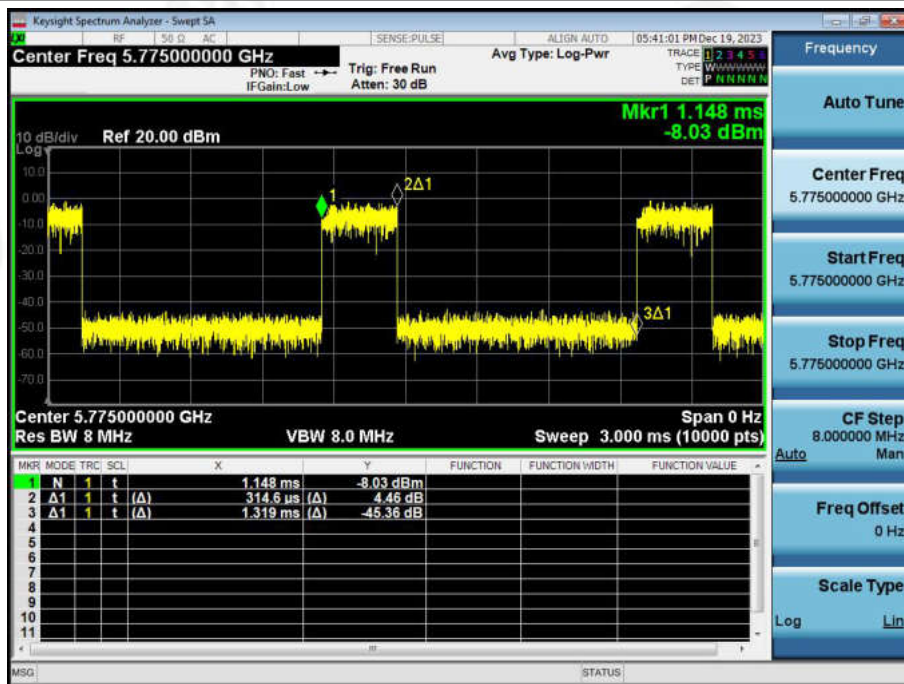 Keysight Spectrum Analyzer - Swept SA
RF 50 Ω AC SENSE:PULSE ALIGN AUTO 05:41:01 PM Dec 19, 2023
Center Freq 5.775000000 GHz
PNO: Fast
IFGain:Low
Trig: Free Run
Atten: 30 dB
Avg Type: Log-Pwr
TRACE 1 2 3 4 5 6
TYPE W W W W W W
DET P N N N N N
Mkr1 1.148 ms
-8.03 dBm
10 dB/div Ref 20.00 dBm
Log
10.0
0.00
-10.0
-20.0
-30.0
-40.0
-50.0
-60.0
-70.0
1
2Δ1
3Δ1
Center 5.775000000 GHz Span 0 Hz
Res BW 8 MHz VBW 8.0 MHz Sweep 3.000 ms (10000 pts)
MKR MODE TRC SCL X Y FUNCTION FUNCTION WIDTH FUNCTION VALUE
1 N 1 t 1.148 ms -8.03 dBm
2 Δ1 1 t (Δ) 314.6 µs (Δ) 4.46 dB
3 Δ1 1 t (Δ) 1.319 ms (Δ) -45.36 dB
4
5
6
7
8
9
10
11
MSG STATUS
Frequency
Auto Tune
Center Freq
5.775000000 GHz
Start Freq
5.775000000 GHz
Stop Freq
5.775000000 GHz
CF Step
8.000000 MHz
Auto Man
Freq Offset
0 Hz
Scale Type
Log Lin